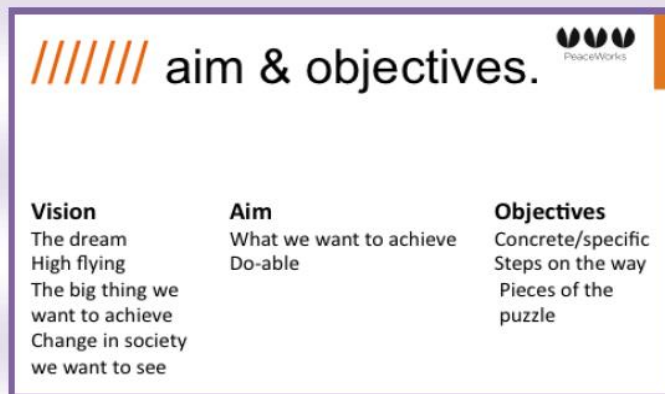 /////// aim & objectives.
PeaceWorks
Vision
The dream
High flying
The big thing we
want to achieve
Change in society
we want to see
Aim
What we want to achieve
Do-able
Objectives
Concrete/specific
Steps on the way
Pieces of the
puzzle